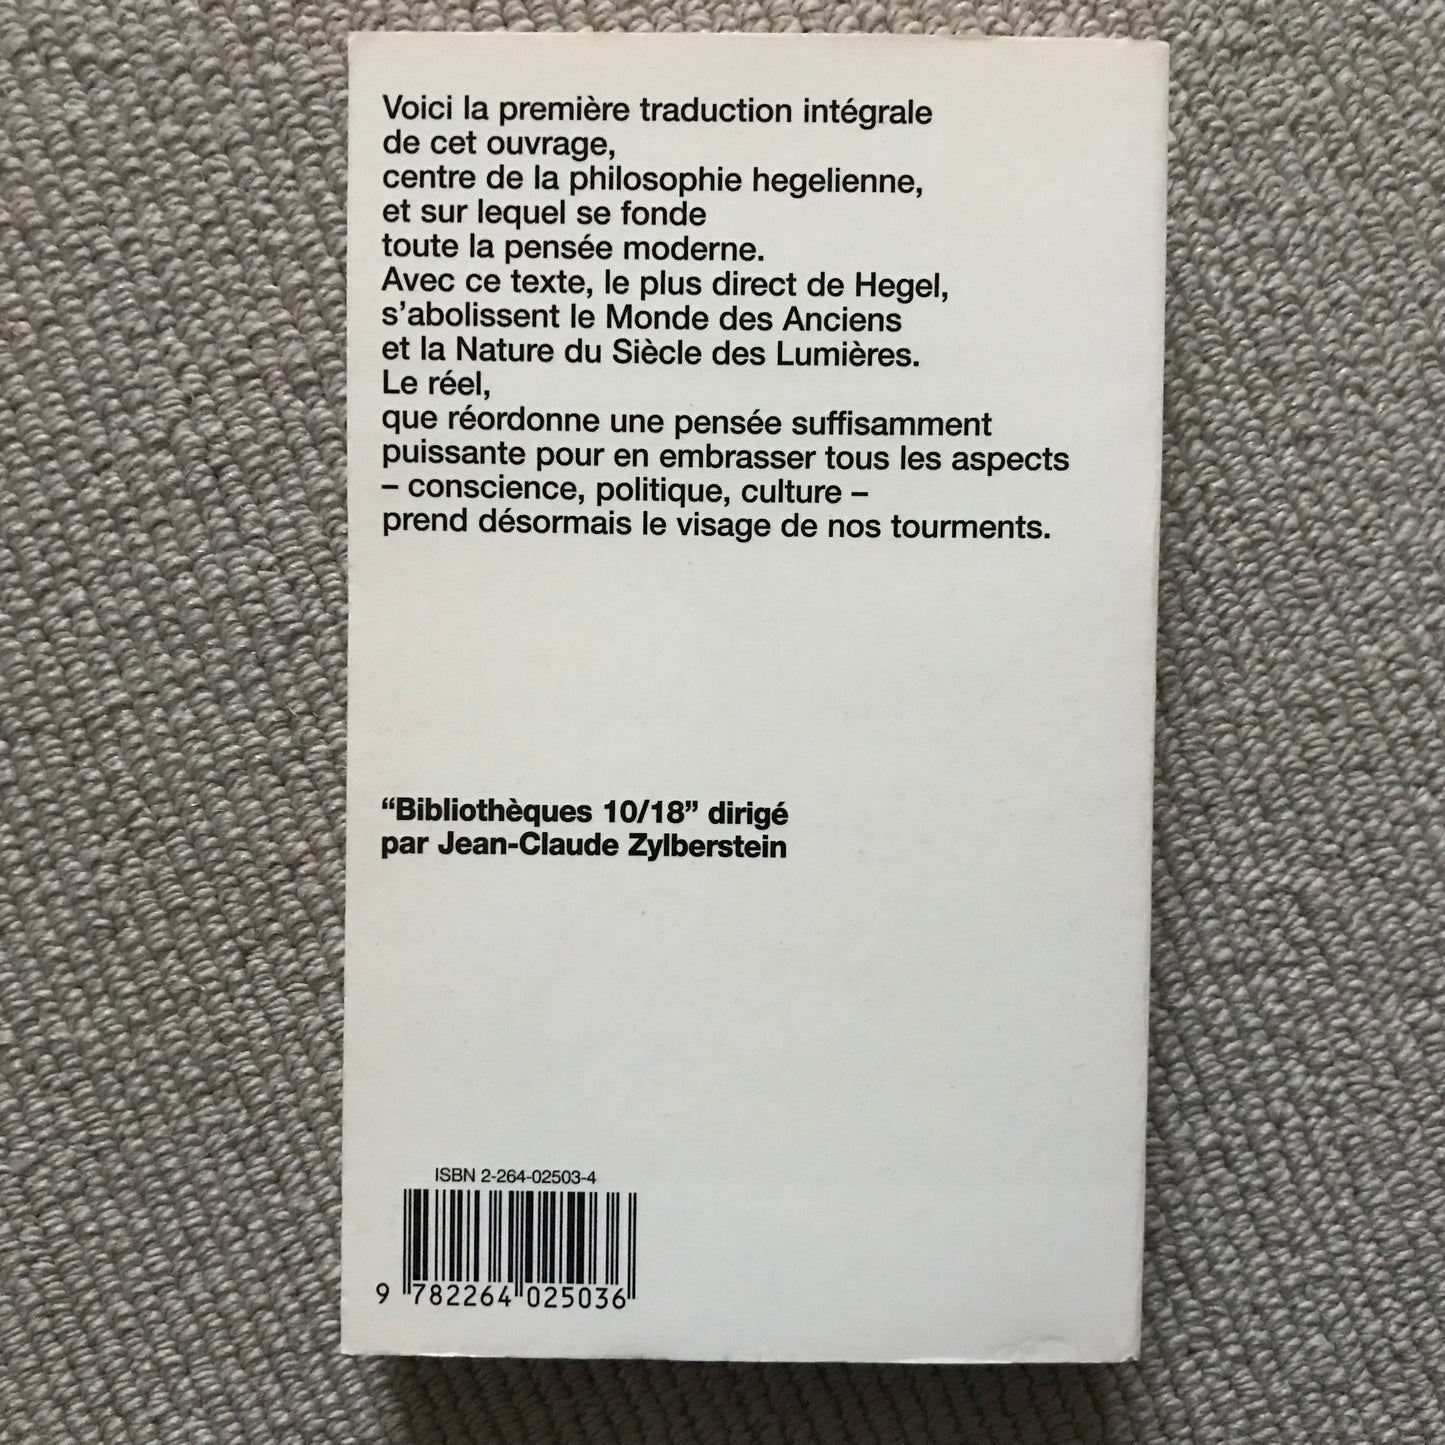 Voici la première traduction intégrale
de cet ouvrage,
centre de la philosophie hegelienne,
et sur lequel se fonde
toute la pensée moderne.
Avec ce texte, le plus direct de Hegel,
s’abolissent le Monde des Anciens
et la Nature du Siècle des Lumières.
Le réel,
que réordonne une pensée suffisamment
puissante pour en embrasser tous les aspects
– conscience, politique, culture –
prend désormais le visage de nos tourments.
“Bibliothèques 10/18” dirigé
par Jean-Claude Zylberstein
ISBN 2-264-02503-4
9 782264 025036